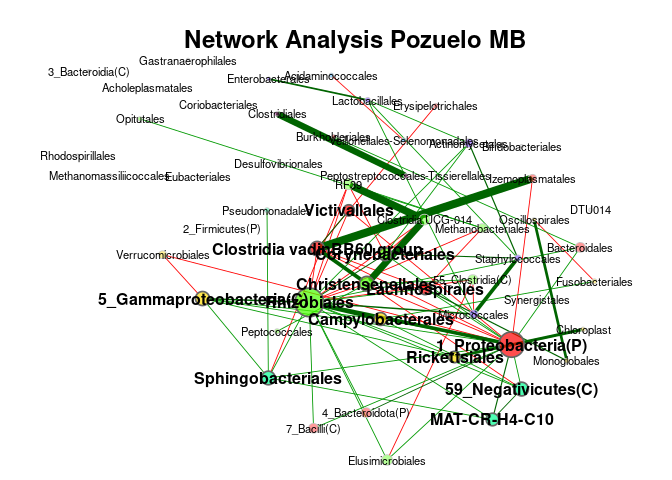 Network Analysis Pozuelo MB
Gastranaerophilales
3_Bacteroidia(C)
Enterobacterales
Acidaminococcales
Acholeplasmatales
Lactobacillales
Coriobacteriales
Erysipelotrichales
Clostridiales
Opitutales
Burkholderiales
Veillonellales-Selenomonadales
Actinomycetales
Bifidobacteriales
Rhodospirillales
Desulfovibrionales
Methanomassiliicoccales
Eubacteriales
Peptostreptococcales-Tissierellales
Izemoplasmatales
RF39
Pseudomonadales
Victivallales
Clostridia UCG-014
Oscillospirales
DTU014
2_Firmicutes(P)
Methanobacteriales
Clostridia vadinBB60 group
Bacteroidales
Verrucomicrobiales
Corynebacteriales
Staphylococcales
Christensenellales
55_Clostridia(C)
Fusobacteriales
Lachnospirales
5_Gammaproteobacteria(C)
Rhizobiales
Synergistales
Campylobacterales
Micrococcales
Peptococcales
Chloroplast
1_Proteobacteria(P)
Rickettsiales
Monoglobales
Sphingobacteriales
59_Negativicutes(C)
4_Bacteroidota(P)
MAT-CR-H4-C10
7_Bacilli(C)
Elusimicrobiales